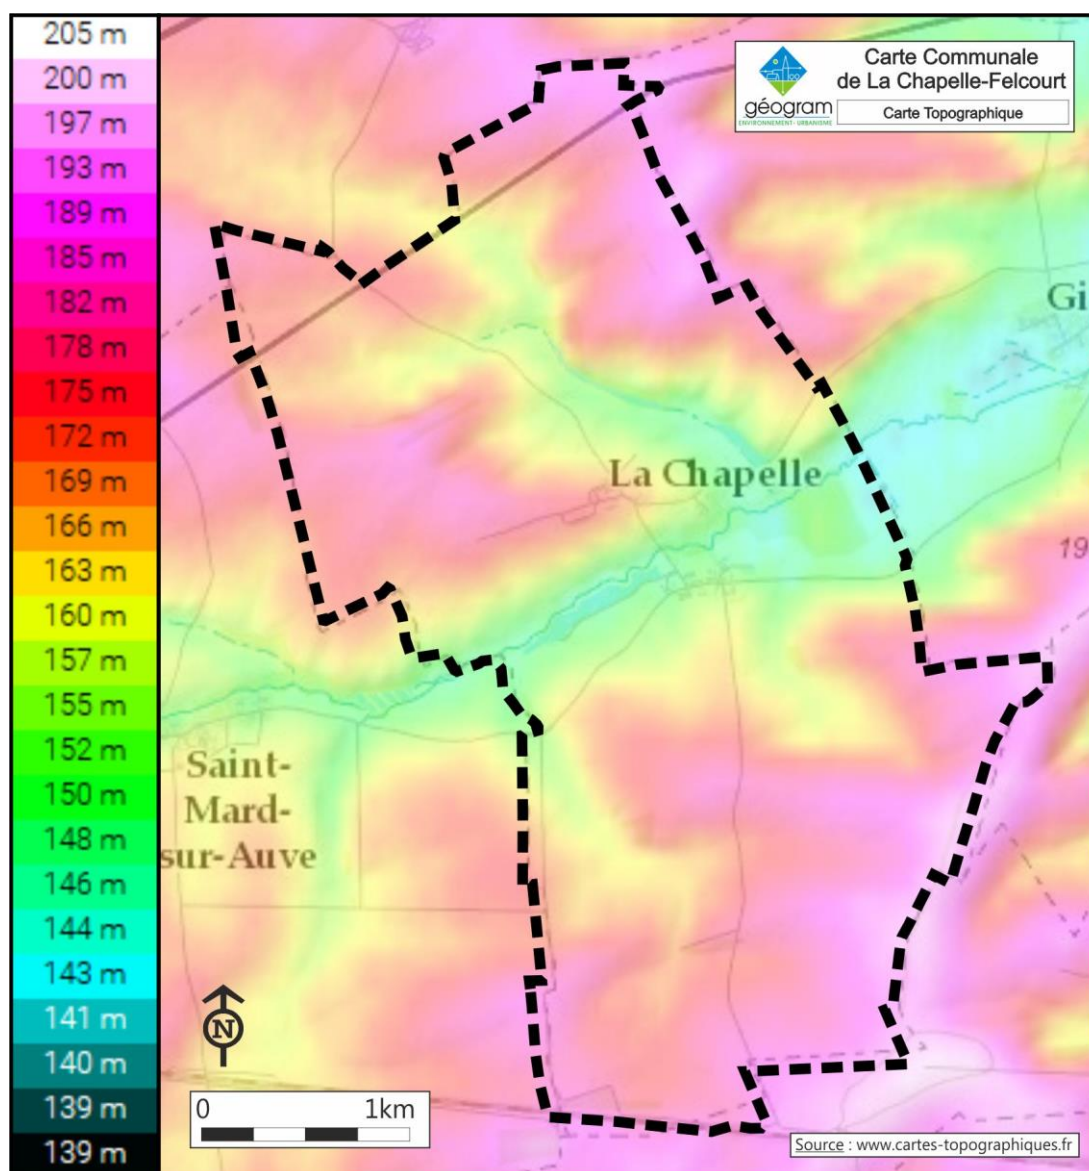 205 m
200 m
197 m
193 m
189 m
185 m
182 m
178 m
175 m
172 m
169 m
166 m
163 m
160 m
157 m
155 m
152 m
150 m
148 m
146 m
144 m
143 m
141 m
140 m
139 m
139 m
géogram
ENVIRONNEMENT - URBANISME
Carte Communale
de La Chapelle-Felcourt
Carte Topographique
Gi
La Chapelle
19
Saint-
Mard-
sur-Auve
N
0 1km
Source : www.cartes-topographiques.fr